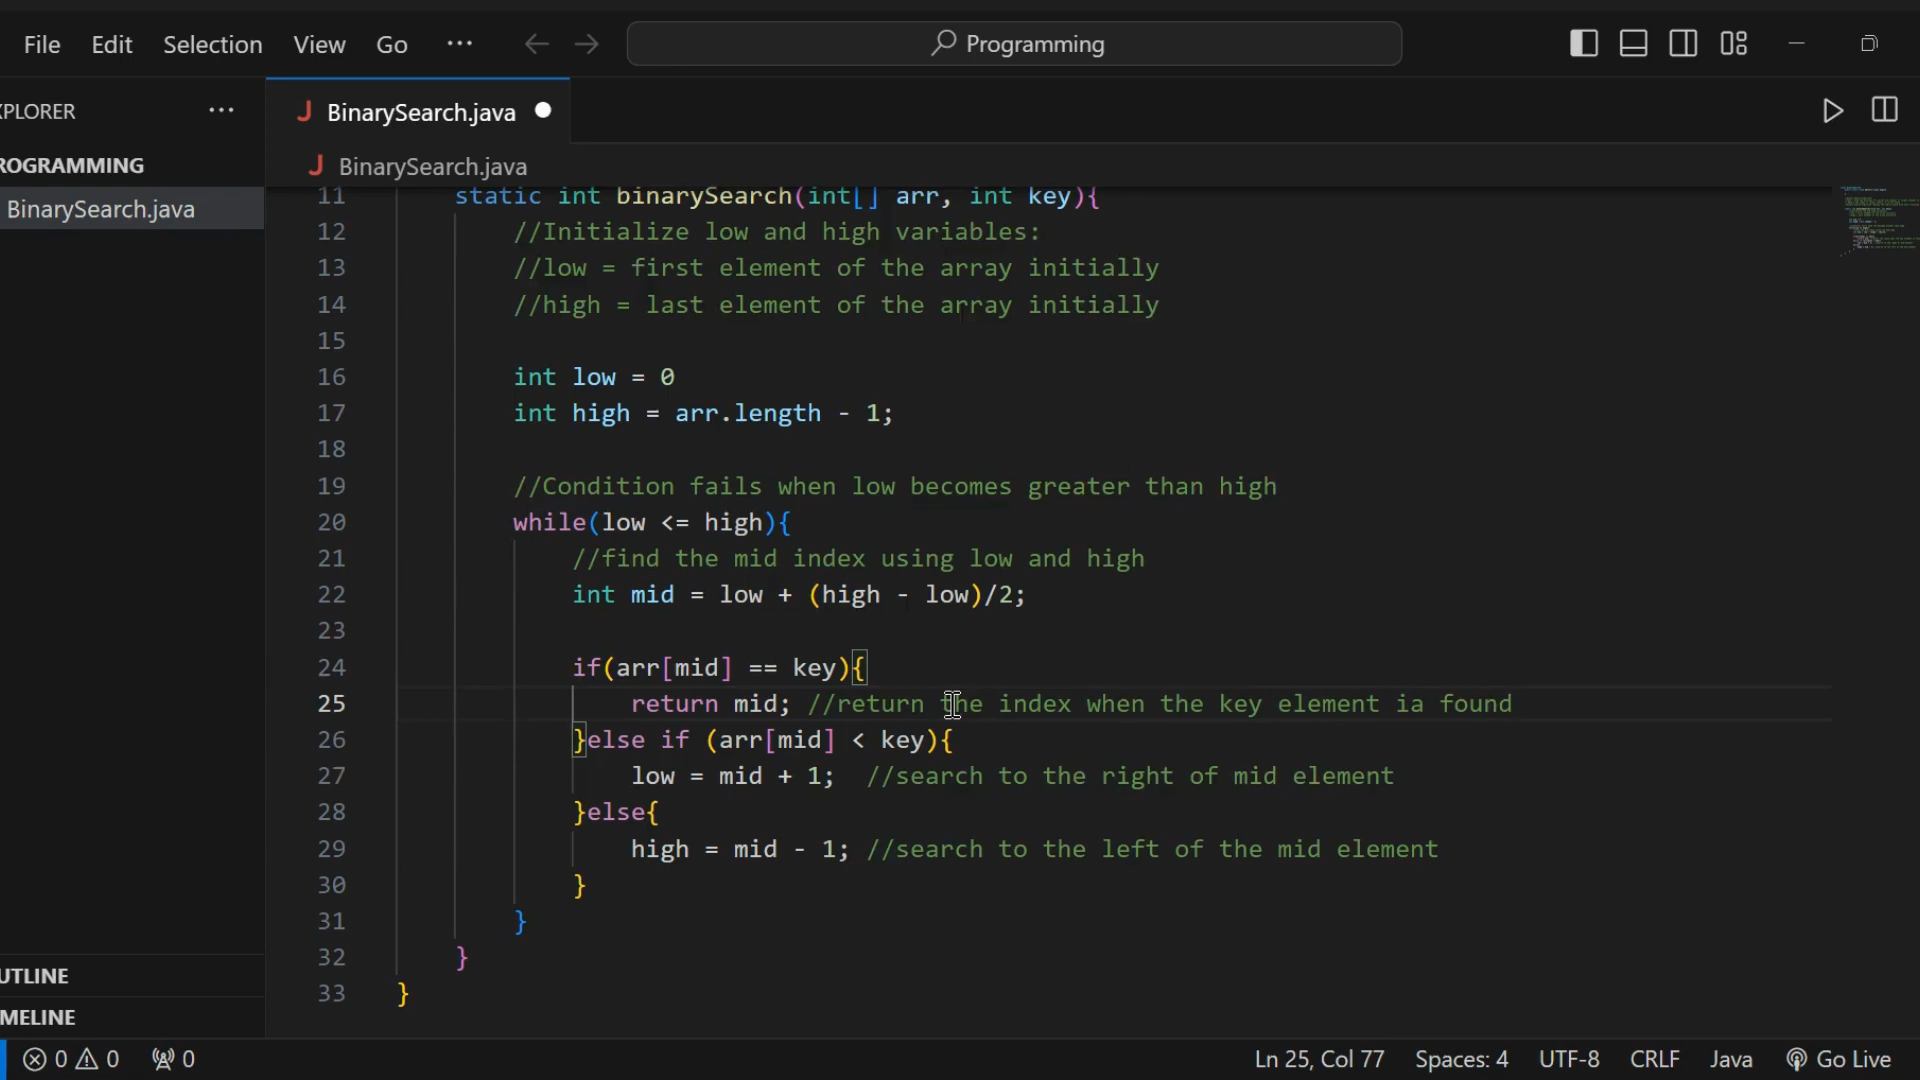 File Edit Selection View Go ··· Programming
XPLORER ···
BinarySearch.java
ROGRAMMING
BinarySearch.java
BinarySearch.java
11 static int binarySearch(int[] arr, int key){
12 //Initialize low and high variables:
13 //low = first element of the array initially
14 //high = last element of the array initially
15
16 int low = 0
17 int high = arr.length - 1;
18
19 //Condition fails when low becomes greater than high
20 while(low <= high){
21 //find the mid index using low and high
22 int mid = low + (high - low)/2;
23
24 if(arr[mid] == key){
25 return mid; //return the index when the key element ia found
26 }else if (arr[mid] < key){
27 low = mid + 1; //search to the right of mid element
28 }else{
29 high = mid - 1; //search to the left of the mid element
30 }
31 }
32 }
33 }
UTLINE
MELINE
0 0 0 Ln 25, Col 77 Spaces: 4 UTF-8 CRLF Java Go Live